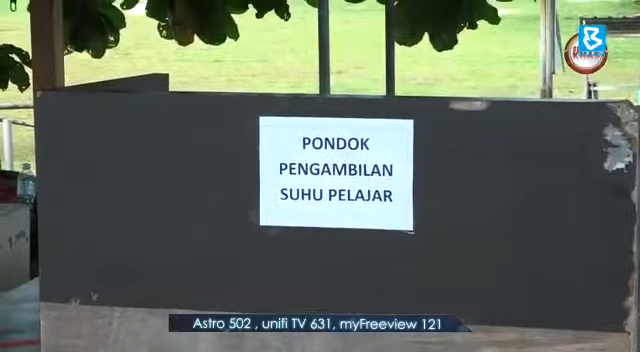 PONDOK
PENGAMBILAN
SUHU PELAJAR
Astro 502 , unifi TV 631, myFreeview 121